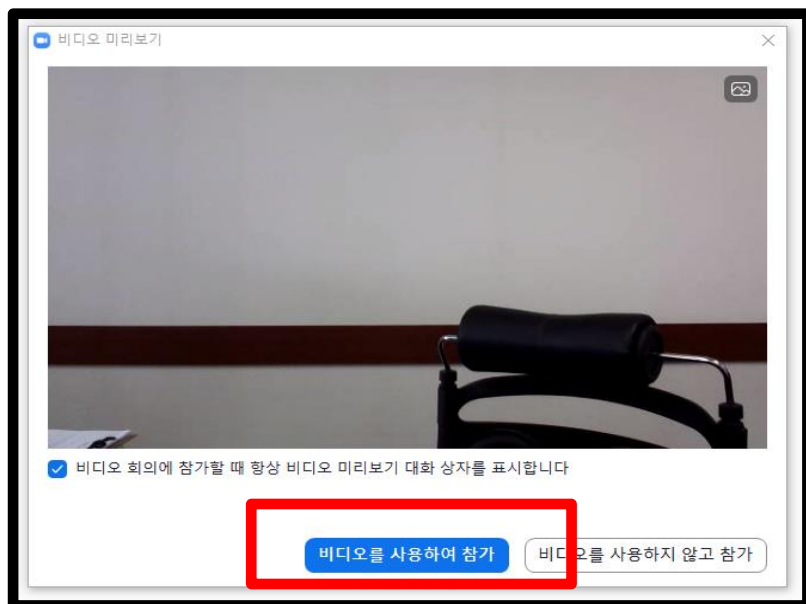 비디오 미리보기
비디오 회의에 참가할 때 항상 비디오 미리보기 대화 상자를 표시합니다
비디오를 사용하여 참가
비디오를 사용하지 않고 참가